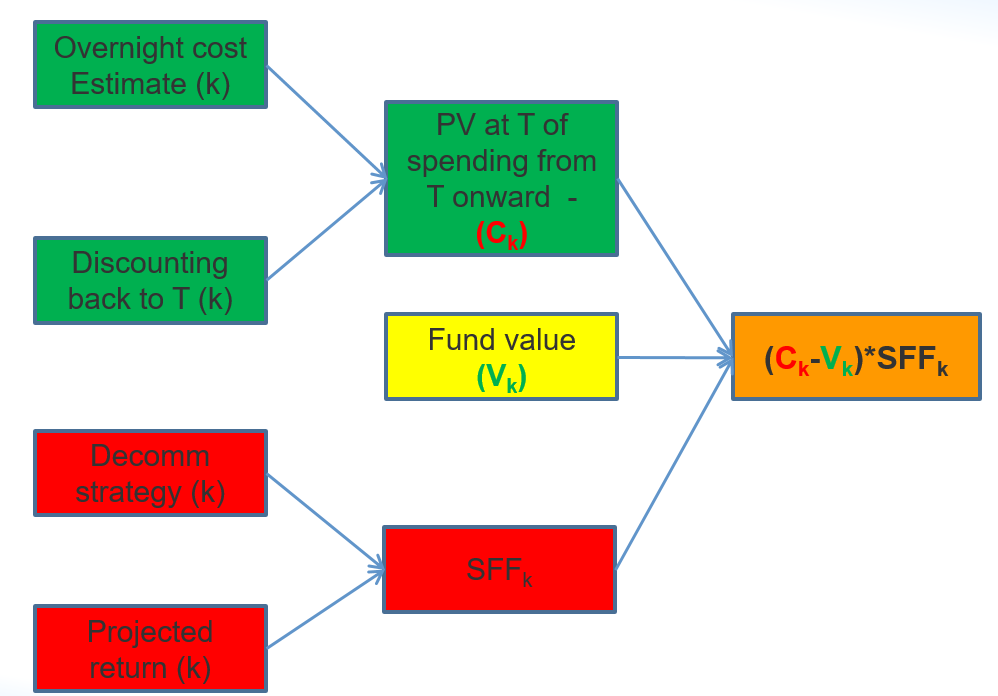 Overnight cost
Estimate (k)
PV at T of
spending from
T onward  -
(Ck)
Discounting
back to T (k)
Fund value
(Vk)
(Ck-Vk)*SFFk
Decomm
strategy (k)
SFFk
Projected
return (k)